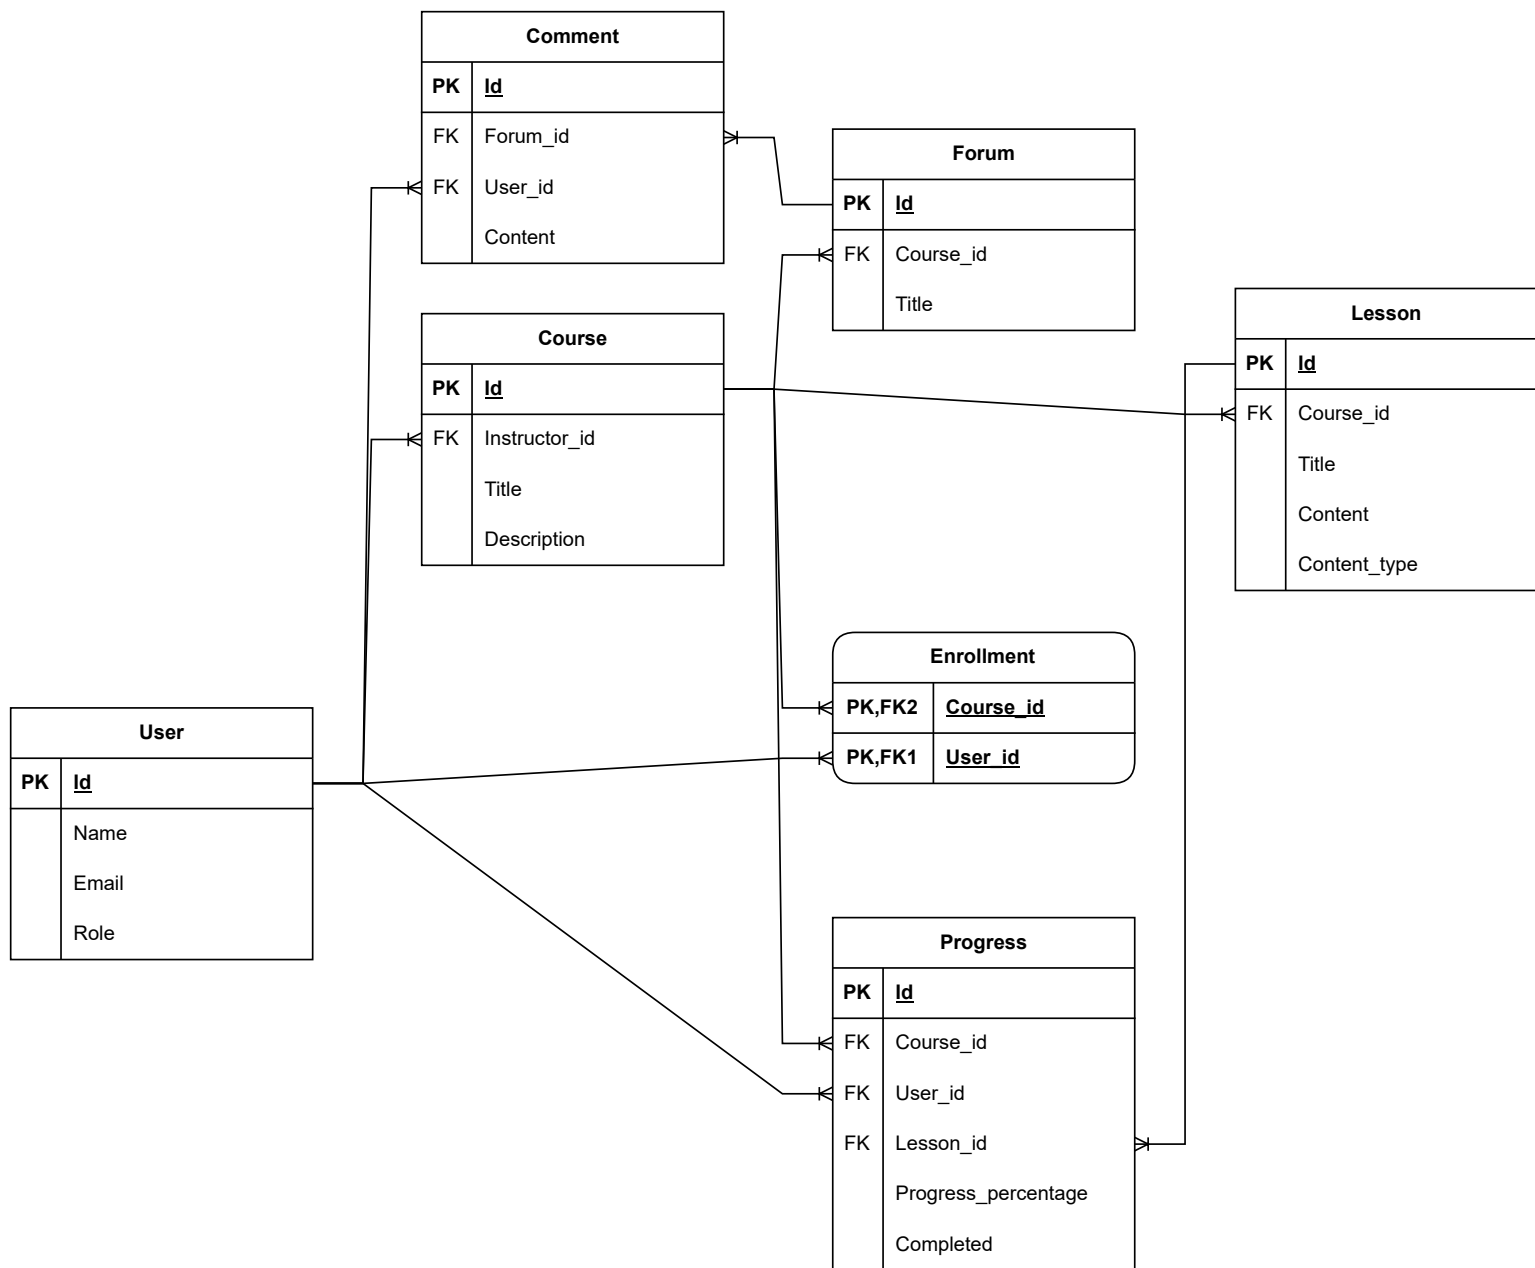 Comment
PK Id
FK Forum_id
FK User_id
Content
Forum
PK Id
FK Course_id
Title
Course
PK Id
FK Instructor_id
Title
Description
Lesson
PK Id
FK Course_id
Title
Content
Content_type
Enrollment
PK,FK2 Course_id
PK,FK1 User_id
User
PK Id
Name
Email
Role
Progress
PK Id
FK Course_id
FK User_id
FK Lesson_id
Progress_percentage
Completed